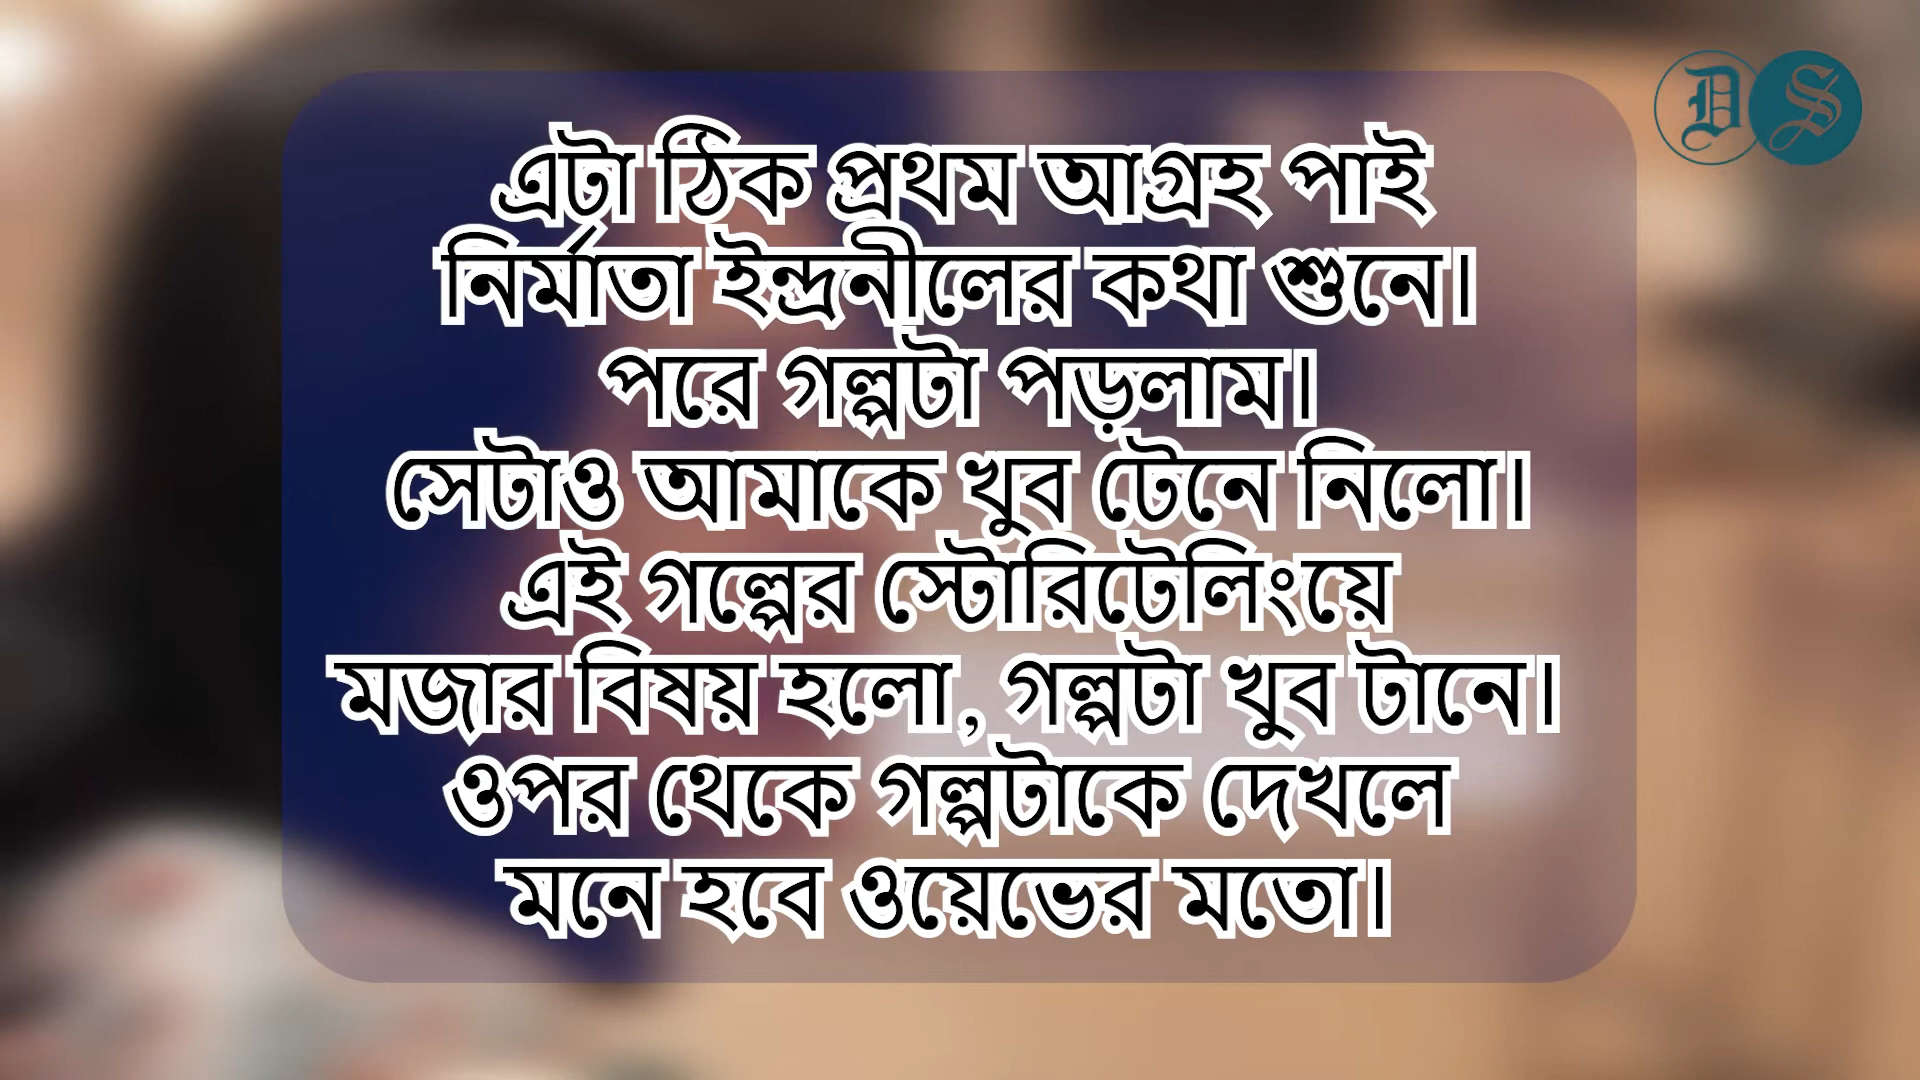 এটা ঠিক প্রথম আগ্রহ পাই
নির্মাতা ইন্দ্রনীলের কথা শুনে।
পরে গল্পটা পড়লাম।
সেটাও আমাকে খুব টেনে নিলো।
এই গল্পের স্টোরিটেলিংয়ে
মজার বিষয় হলো, গল্পটা খুব টানে।
ওপর থেকে গল্পটাকে দেখলে
মনে হবে ওয়েভের মতো।
DS